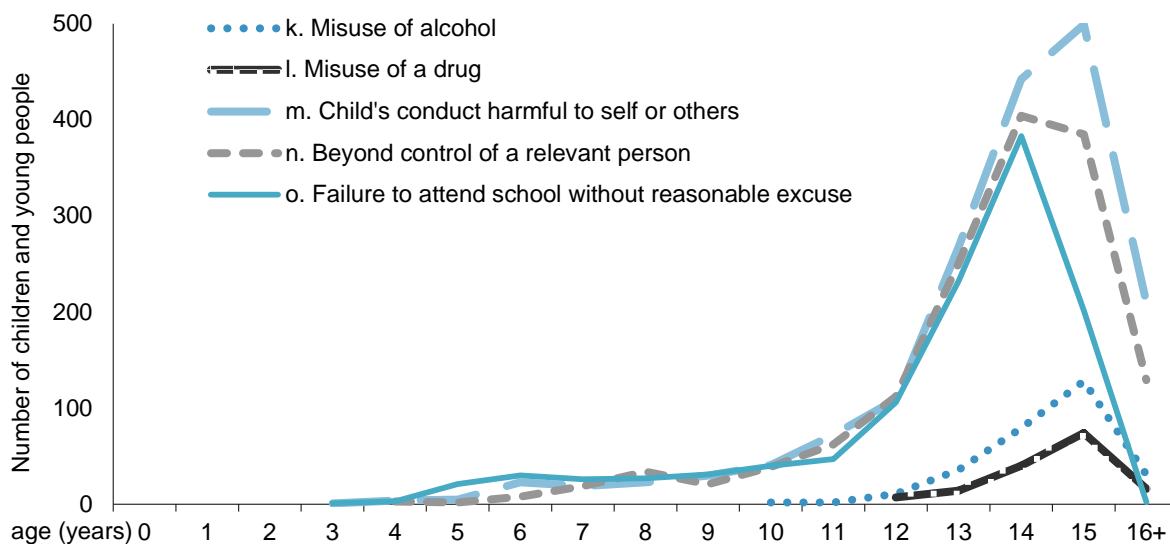 500
400
300
200
100
0
Number of children and young people
k. Misuse of alcohol
l. Misuse of a drug
m. Child's conduct harmful to self or others
n. Beyond control of a relevant person
o. Failure to attend school without reasonable excuse
age (years) 0 1 2 3 4 5 6 7 8 9 10 11 12 13 14 15 16+